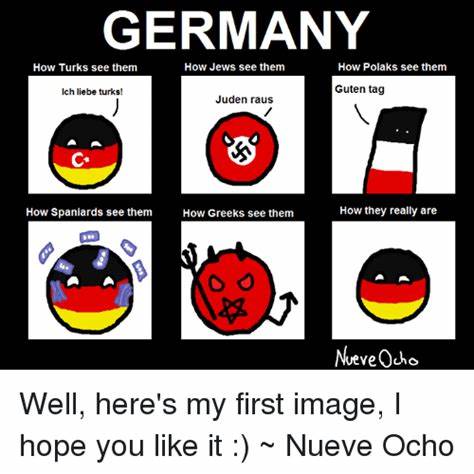 GERMANY
How Turks see them
How Jews see them
How Polaks see them
Ich liebe turks!
Juden raus
Guten tag
How Spaniards see them
How Greeks see them
How they really are
Nueve Ocho
Well, here's my first image, I
hope you like it :) ~ Nueve Ocho